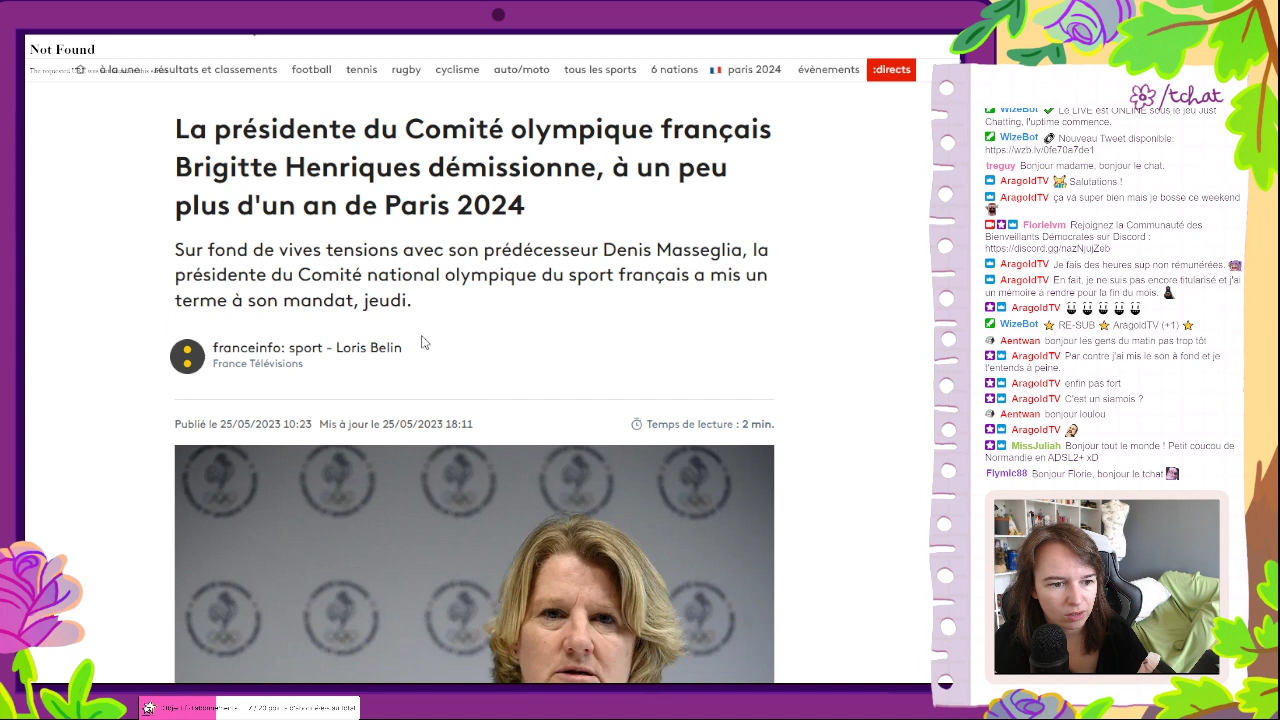 Not Found
à la une résultats et classements football tennis rugby cyclisme auto/moto tous les sports 6 nations paris 2024 évènements :directs
La présidente du Comité olympique français
Brigitte Henriques démissionne, à un peu
plus d'un an de Paris 2024
Sur fond de vives tensions avec son prédécesseur Denis Masseglia, la
présidente du Comité national olympique du sport français a mis un
terme à son mandat, jeudi.
franceinfo: sport - Loris Belin
France Télévisions
Publié le 25/05/2023 10:23 Mis à jour le 25/05/2023 18:11
Temps de lecture : 2 min.
/tchat
WizeBot Le LIVE est ONLINE sous le jeu Just
Chatting, l'uptime commence.
WizeBot Nouveau Tweet disponible:
https://wzb.lv/0fe70a7de1
treguy Bonjour madame, bonjour le chat.
AragoldTV Salutations !
AragoldTV ça va super bien mais je bosse ce weekend
Florielvm Rejoignez la Communauté des
Bienveillants Démocrates sur Discord :
https://discord.gg/nazNjujZeb
AragoldTV Je fais des heures sup non rémunérées.
AragoldTV En fait, je ne suis pas encore titularisé et j'ai
un mémoire à rendre pour la fin du mois.
AragoldTV
WizeBot RE-SUB AragoldTV (+1)
Aentwan bonjour les gens du matin pas trop tôt
AragoldTV Par contre j'ai mis le son à fond et je
t'entends à peine.
AragoldTV enfin pas fort
AragoldTV C'est un siamois ?
Aentwan bonjour loulou
AragoldTV
MissJuliah Bonjour tout le monde ! Petit coucou de
Normandie en ADSL2+ xD
Flymic88 Bonjour Florie, bonjour le tchat